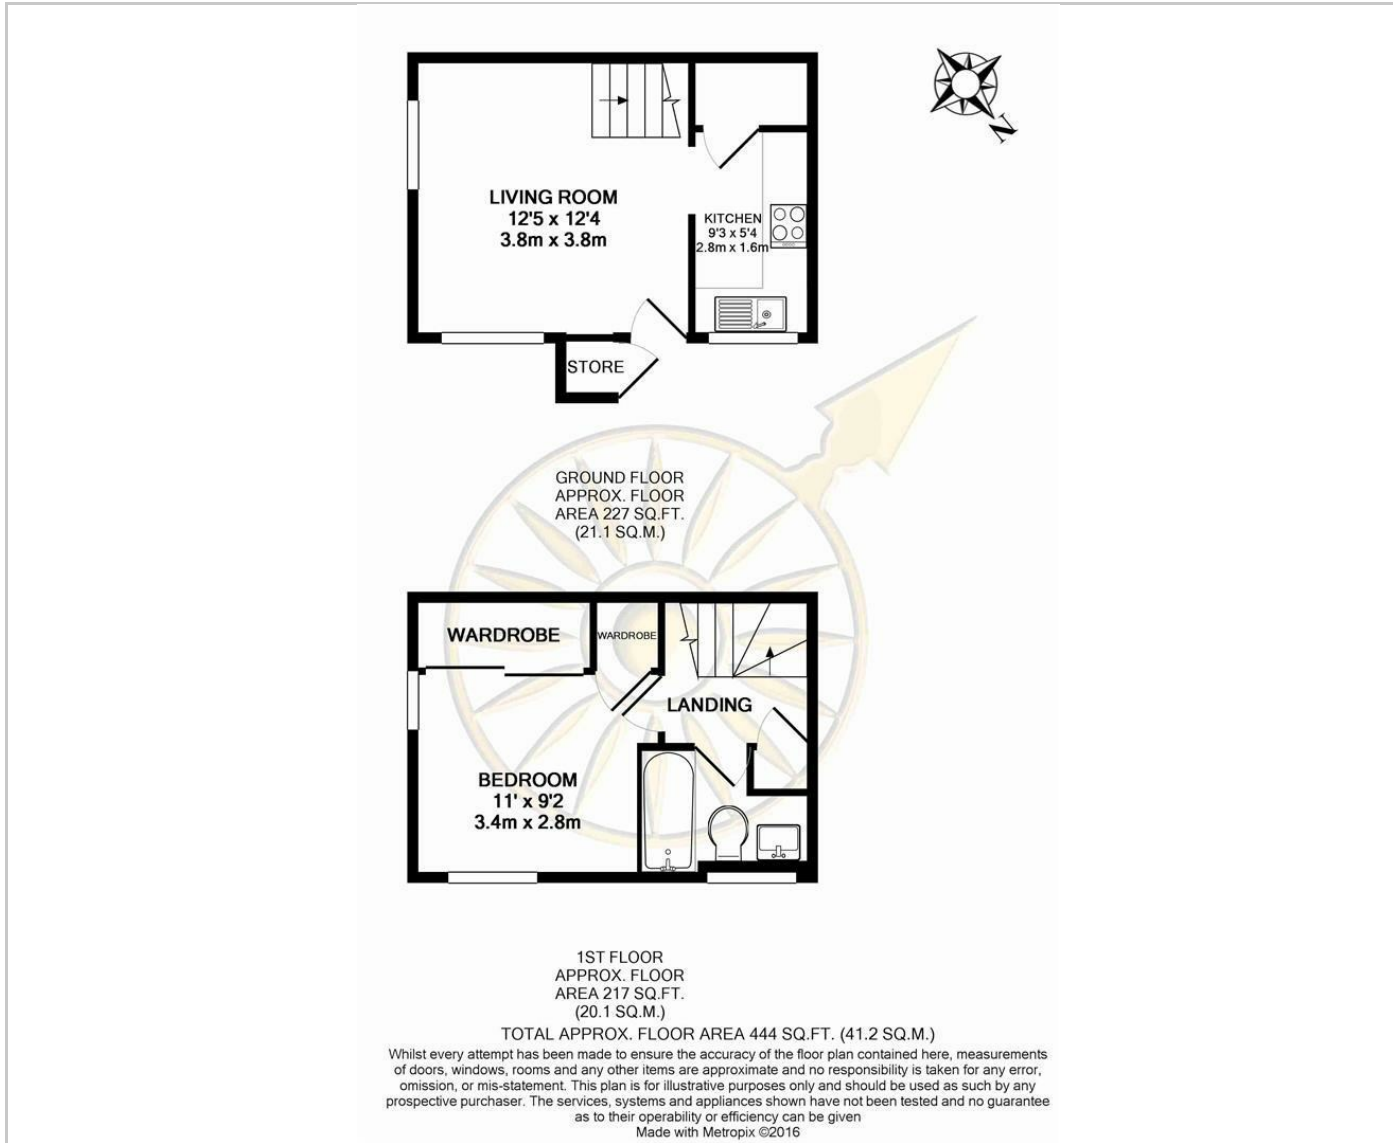 N
LIVING ROOM
12'5 x 12'4
3.8m x 3.8m
KITCHEN
9'3 x 5'4
2.8m x 1.6m
STORE
GROUND FLOOR
APPROX. FLOOR
AREA 227 SQ.FT.
(21.1 SQ.M.)
WARDROBE
WARDROBE
LANDING
BEDROOM
11' x 9'2
3.4m x 2.8m
1ST FLOOR
APPROX. FLOOR
AREA 217 SQ.FT.
(20.1 SQ.M.)
TOTAL APPROX. FLOOR AREA 444 SQ.FT. (41.2 SQ.M.)
Whilst every attempt has been made to ensure the accuracy of the floor plan contained here, measurements
of doors, windows, rooms and any other items are approximate and no responsibility is taken for any error,
omission, or mis-statement. This plan is for illustrative purposes only and should be used as such by any
prospective purchaser. The services, systems and appliances shown have not been tested and no guarantee
as to their operability or efficiency can be given
Made with Metropix ©2016